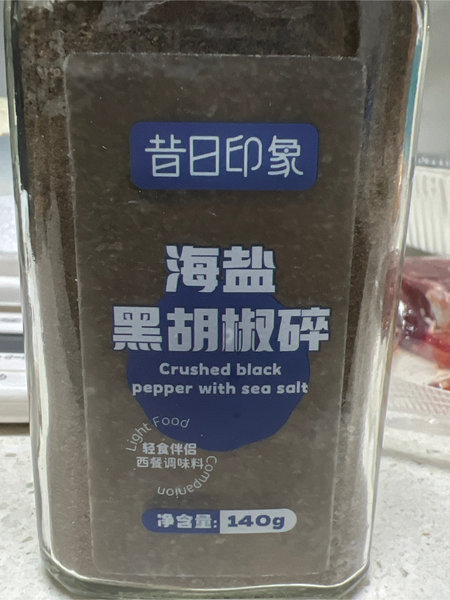 昔日印象
海盐
黑胡椒碎
Crushed black
pepper with sea salt
Light Food
轻食伴侣
西餐调味料
Companion
净含量: 140g